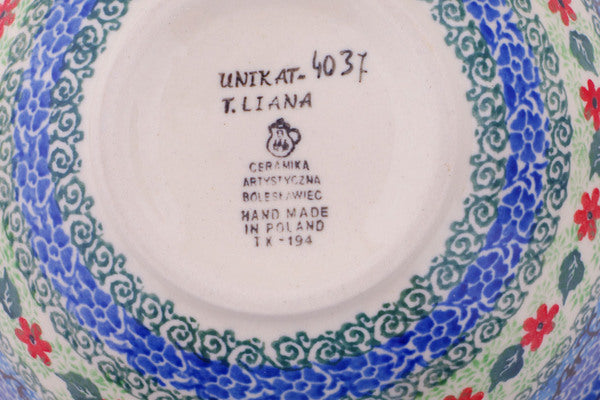 UNIKAT-4037
T.LIANA
CERAMIKA
ARTYSTYCZNA
BOLESŁAWIEC
HAND MADE
IN POLAND
TK-194